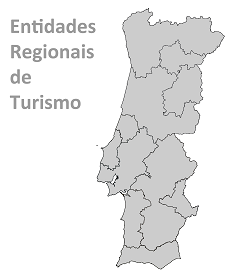 Entidades
Regionais
de
Turismo